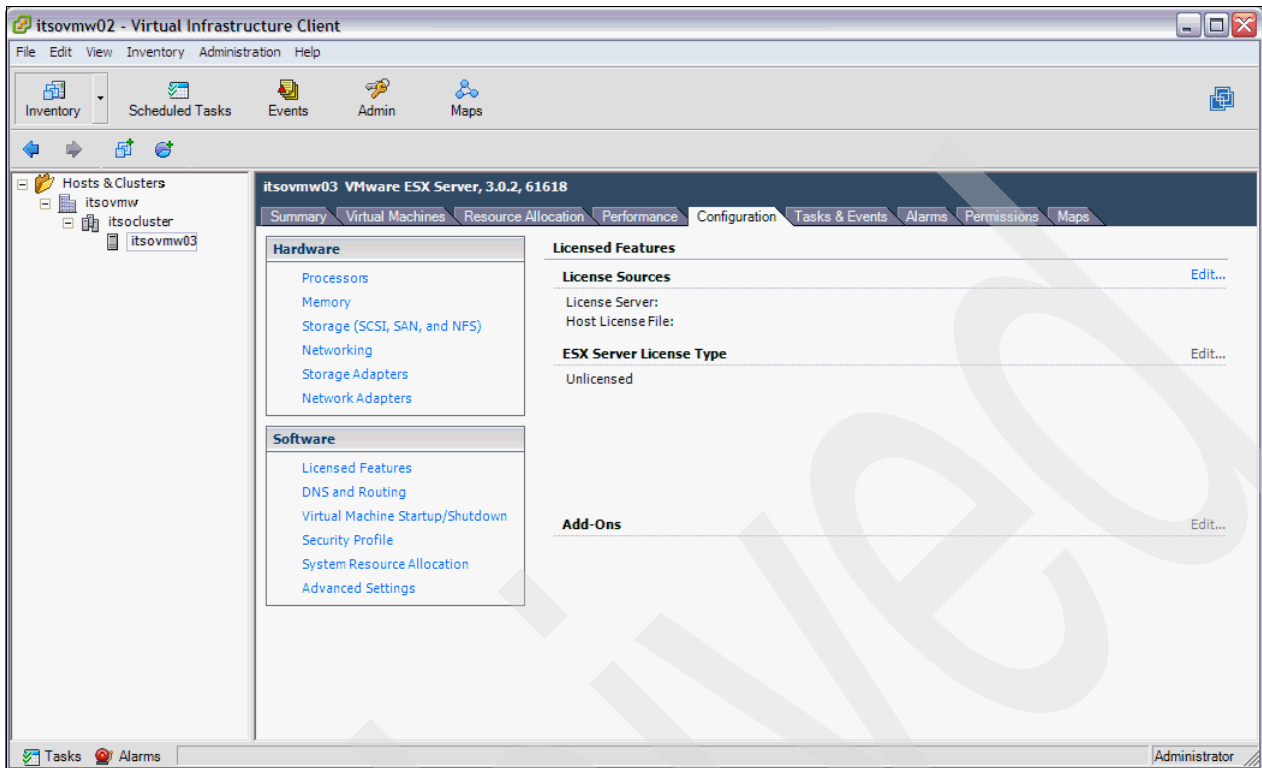 itsovmw02 - Virtual Infrastructure Client
File Edit View Inventory Administration Help
Inventory Scheduled Tasks Events Admin Maps
Hosts & Clusters
itsovmw
itsocluster
itsovmw03
itsovmw03 VMware ESX Server, 3.0.2, 61618
Summary Virtual Machines Resource Allocation Performance Configuration Tasks & Events Alarms Permissions Maps
Hardware
Processors
Memory
Storage (SCSI, SAN, and NFS)
Networking
Storage Adapters
Network Adapters
Software
Licensed Features
DNS and Routing
Virtual Machine Startup/Shutdown
Security Profile
System Resource Allocation
Advanced Settings
Licensed Features
License Sources Edit...
License Server:
Host License File:
ESX Server License Type Edit...
Unlicensed
Add-Ons Edit...
Tasks Alarms Administrator